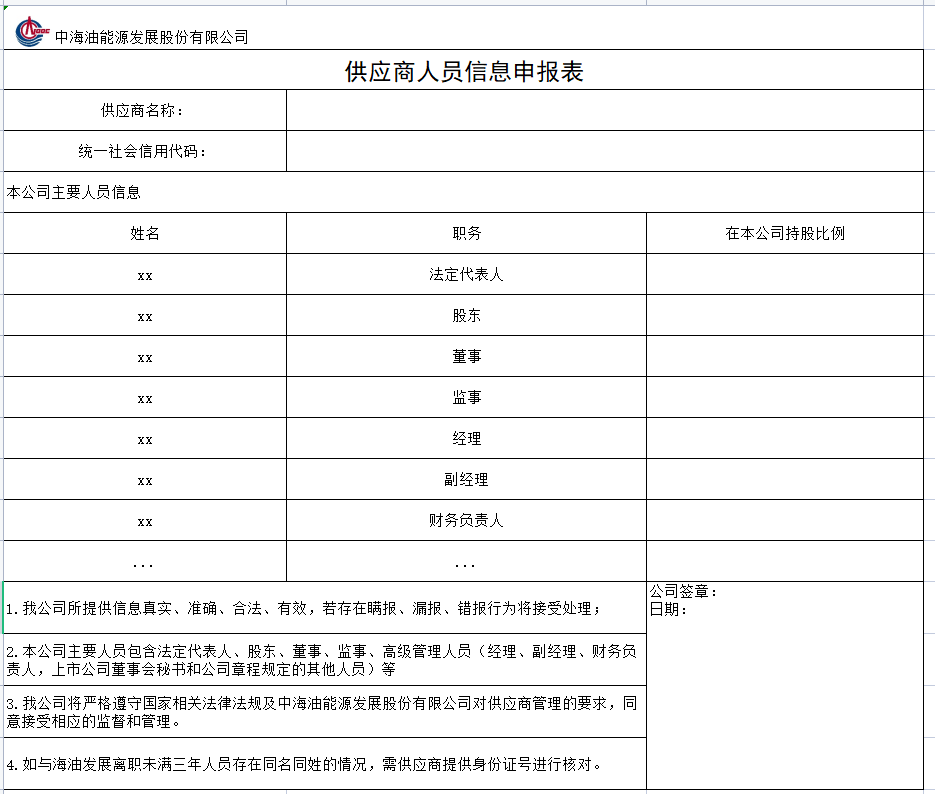 中海油能源发展股份有限公司
供应商人员信息申报表
供应商名称：
统一社会信用代码：
本公司主要人员信息
姓名 职务 在本公司持股比例
xx 法定代表人
xx 股东
xx 董事
xx 监事
xx 经理
xx 副经理
xx 财务负责人
... ...
1.我公司所提供信息真实、准确、合法、有效，若存在瞒报、漏报、错报行为将接受处理；
2.本公司主要人员包含法定代表人、股东、董事、监事、高级管理人员（经理、副经理、财务负
责人，上市公司董事会秘书和公司章程规定的其他人员）等
3.我公司将严格遵守国家相关法律法规及中海油能源发展股份有限公司对供应商管理的要求，同
意接受相应的监督和管理。
4.如与海油发展离职未满三年人员存在同名同姓的情况，需供应商提供身份证号进行核对。
公司签章：
日期：